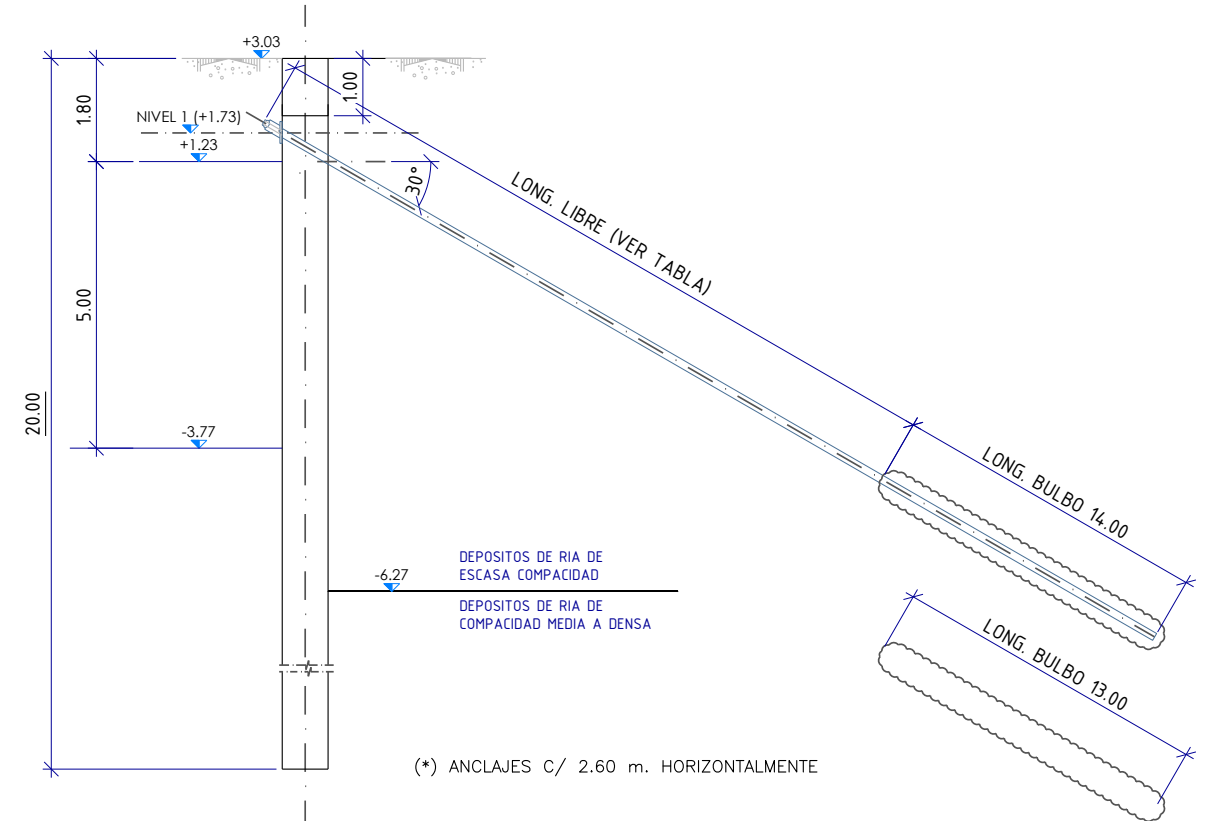 +3.03
1.80
1.00
NIVEL 1 (+1.73)
+1.23
30°
LONG. LIBRE (VER TABLA)
5.00
20.00
-3.77
LONG. BULBO 14.00
DEPOSITOS DE RIA DE
ESCASA COMPACIDAD
-6.27
DEPOSITOS DE RIA DE
COMPACIDAD MEDIA A DENSA
LONG. BULBO 13.00
(*) ANCLAJES C/ 2.60 m. HORIZONTALMENTE